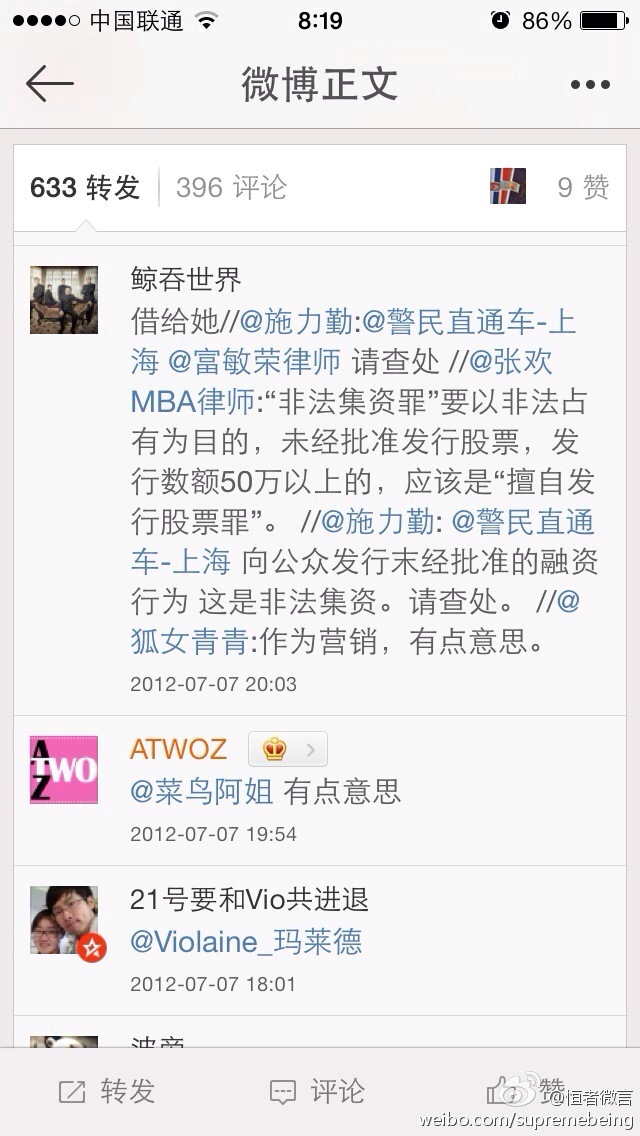 中国联通 8:19 86%
微博正文
633 转发 396 评论 9 赞
鲸吞世界
借给她//@施力勤:@警民直通车-上
海 @富敏荣律师 请查处 //@张欢
MBA律师:“非法集资罪”要以非法占
有为目的，未经批准发行股票，发
行数额50万以上的，应该是“擅自发
行股票罪”。 //@施力勤: @警民直通
车-上海 向公众发行末经批准的融资
行为 这是非法集资。请查处。 //@
狐女青青:作为营销，有点意思。
2012-07-07 20:03
A WOZ
Z
ATWOZ
@菜鸟阿姐 有点意思
2012-07-07 19:54
21号要和Vio共进退
@Violaine_玛莱德
2012-07-07 18:01
转发 评论 赞
@恒者微言
weibo.com/supremebeing